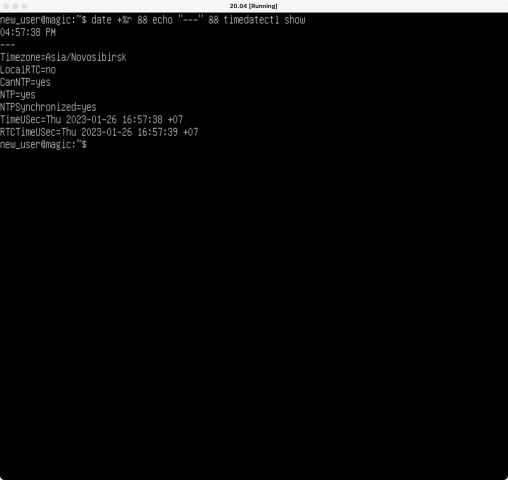 20.04 [Running]
new_user@magic:~$ date +%r && echo "---" && timedatectl show
04:57:38 PM
---
Timezone=Asia/Novosibirsk
LocalRTC=no
CanNTP=yes
NTP=yes
NTPSynchronized=yes
TimeUSec=Thu 2023-01-26 16:57:38 +07
RTCTimeUSec=Thu 2023-01-26 16:57:39 +07
new_user@magic:~$